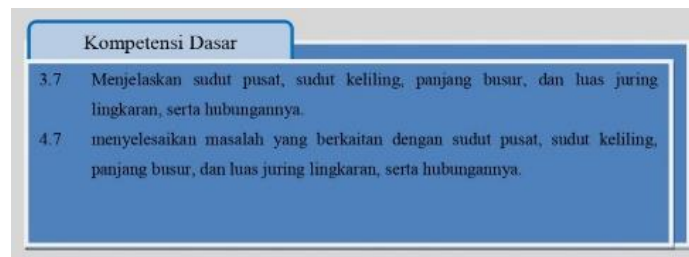 Kompetensi Dasar
3.7 Menjelaskan sudut pusat, sudut keliling, panjang busur, dan luas juring
lingkaran, serta hubungannya.
4.7 menyelesaikan masalah yang berkaitan dengan sudut pusat, sudut keliling,
panjang busur, dan luas juring lingkaran, serta hubungannya.